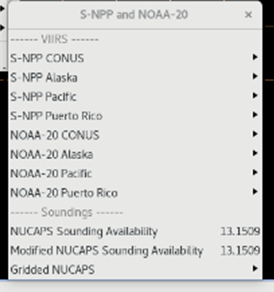 S-NPP and NOAA-20 ×
------ VIIRS ------
S-NPP CONUS
S-NPP Alaska
S-NPP Pacific
S-NPP Puerto Rico
NOAA-20 CONUS
NOAA-20 Alaska
NOAA-20 Pacific
NOAA-20 Puerto Rico
------ Soundings ------
NUCAPS Sounding Availability 13.1509
Modified NUCAPS Sounding Availability 13.1509
Gridded NUCAPS